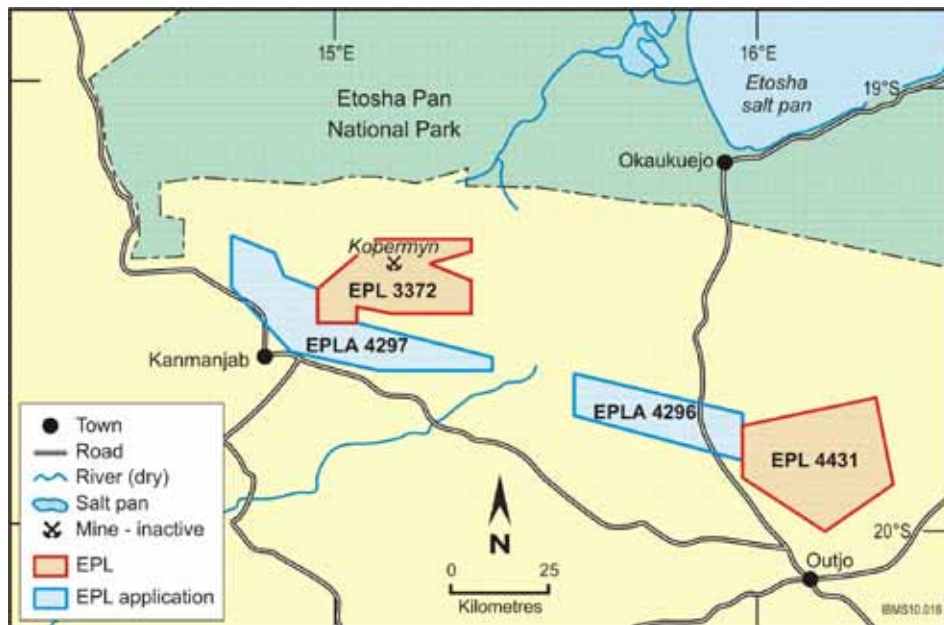 15°E
16°E
Etosha Pan
National Park
Etosha
salt pan
19°S
Okaukuejo
Kopermyn
EPL 3372
EPLA 4297
Kanmanjab
EPLA 4296
EPL 4431
20°S
Outjo
Town
Road
River (dry)
Salt pan
Mine - inactive
EPL
EPL application
N
0 25
Kilometres
IBMS10.018